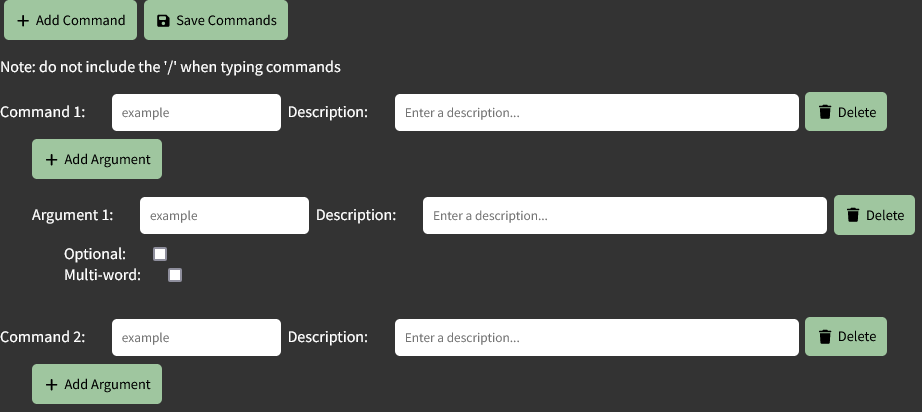 Add Command Save Commands
Note: do not include the '/' when typing commands
Command 1: example Description: Enter a description... Delete
Add Argument
Argument 1: example Description: Enter a description... Delete
Optional:
Multi-word:
Command 2: example Description: Enter a description... Delete
Add Argument